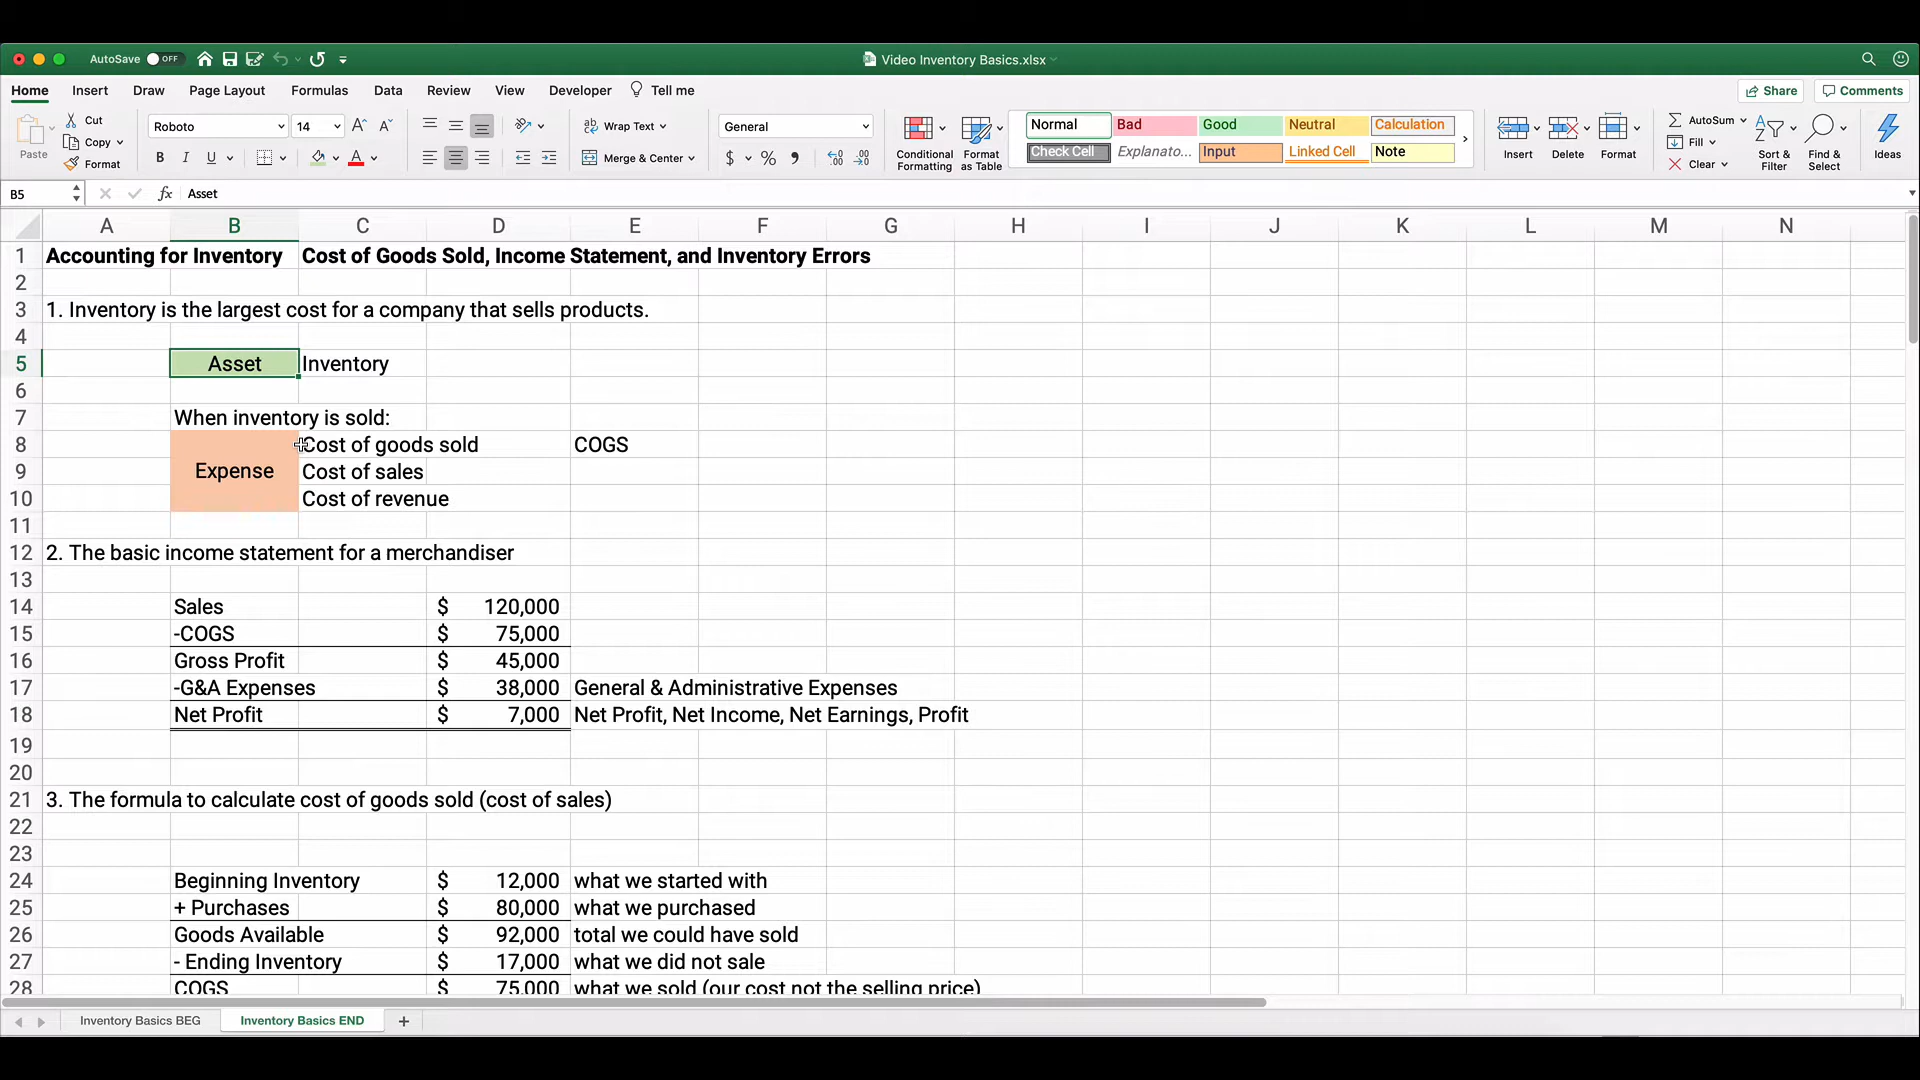 AutoSave OFF Video Inventory Basics.xlsx
Home Insert Draw Page Layout Formulas Data Review View Developer Tell me Share Comments
Paste Cut Copy Format
Roboto 14 A A
B I U A
ab Wrap Text
Merge & Center
General
$ % ,
Conditional Formatting
Format as Table
Normal Bad Good Neutral Calculation
Check Cell Explanato... Input Linked Cell Note
Insert Delete Format
AutoSum
Fill
Clear
Sort & Filter
Find & Select
Ideas
B5 fx Asset
A B C D E F G H I J K L M N
1 Accounting for Inventory Cost of Goods Sold, Income Statement, and Inventory Errors
2
3 1. Inventory is the largest cost for a company that sells products.
4
5 Asset Inventory
6
7 When inventory is sold:
8 Cost of goods sold COGS
9 Expense Cost of sales
10 Cost of revenue
11
12 2. The basic income statement for a merchandiser
13
14 Sales $ 120,000
15 -COGS $ 75,000
16 Gross Profit $ 45,000
17 -G&A Expenses $ 38,000 General & Administrative Expenses
18 Net Profit $ 7,000 Net Profit, Net Income, Net Earnings, Profit
19
20
21 3. The formula to calculate cost of goods sold (cost of sales)
22
23
24 Beginning Inventory $ 12,000 what we started with
25 + Purchases $ 80,000 what we purchased
26 Goods Available $ 92,000 total we could have sold
27 - Ending Inventory $ 17,000 what we did not sale
28 COGS $ 75,000 what we sold (our cost not the selling price)
Inventory Basics BEG Inventory Basics END +